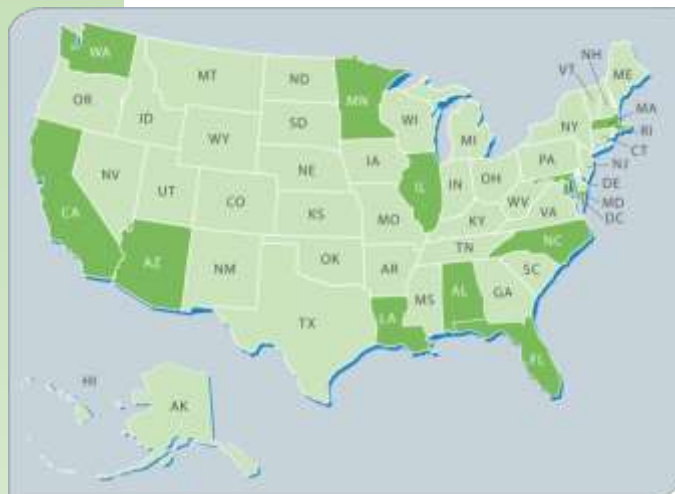 WA
MT
ND
MN
NH
VT
ME
OR
ID
SD
WI
MI
NY
MA
RI
CT
WY
NV
UT
CO
NE
IA
IL
IN
OH
PA
NJ
DE
MD
DC
CA
KS
MO
WV
VA
KY
AZ
NM
OK
AR
TN
NC
SC
TX
LA
MS
AL
GA
FL
HI
AK